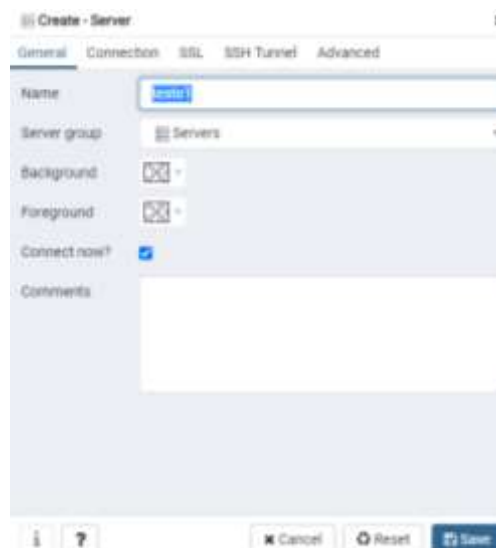 Create - Server
General Connection SSL SSH Tunnel Advanced
Name
Server group Servers
Background
Foreground
Connect now?
Comments
i ? Cancel Reset Save